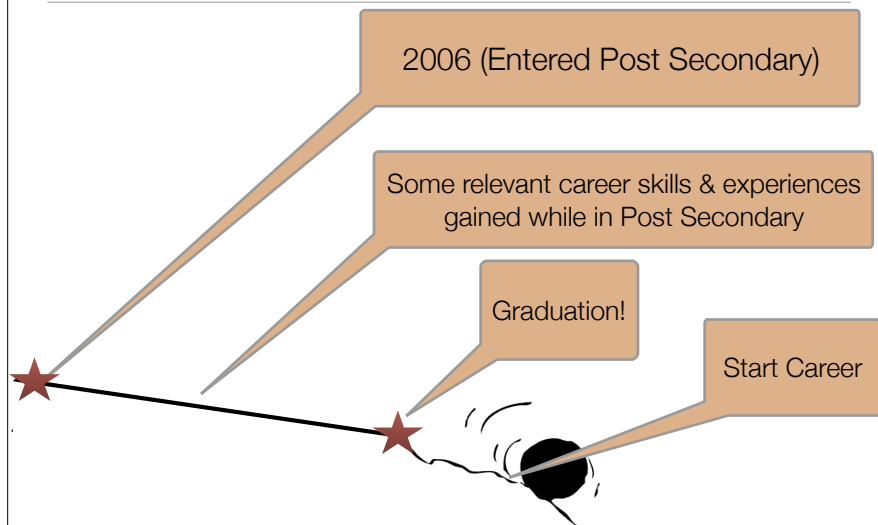 2006 (Entered Post Secondary)
Some relevant career skills & experiences
gained while in Post Secondary
Graduation!
Start Career